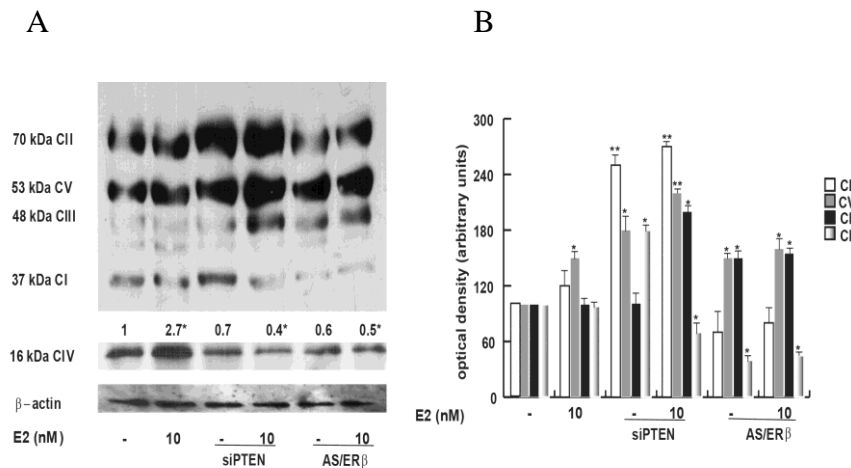 A
B
70 kDa CII
53 kDa CV
48 kDa CIII
37 kDa CI
1 2.7* 0.7 0.4* 0.6 0.5*
16 kDa CIV
β–actin
E2 (nM) - 10 - 10 - 10
siPTEN AS/ERβ
optical density (arbitrary units)
300
240
180
120
60
0
* ** * * ** ** * * * * * * * *
CV
E2 (nM) - 10 - 10 - 10
siPTEN AS/ERβ